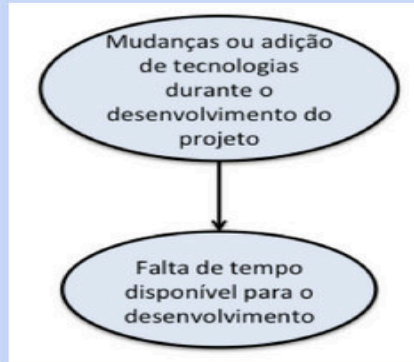 Mudanças ou adição
de tecnologias
durante o
desenvolvimento do
projeto
Falta de tempo
disponível para o
desenvolvimento